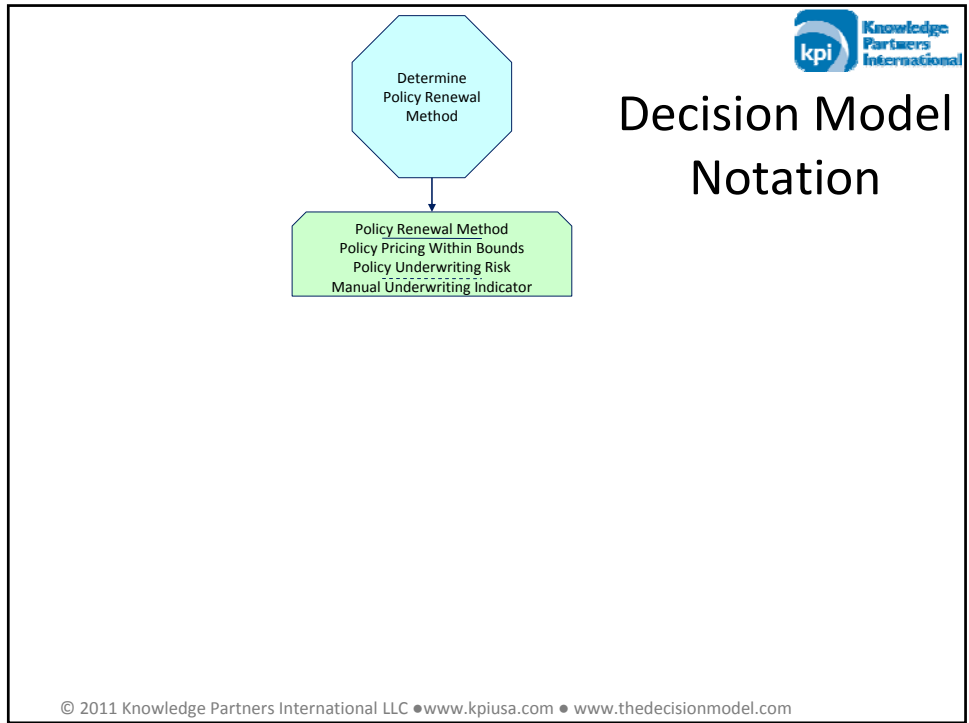 Determine
Policy Renewal
Method
kpi
Knowledge
Partners
International
Decision Model
Notation
Policy Renewal Method
Policy Pricing Within Bounds
Policy Underwriting Risk
Manual Underwriting Indicator
© 2011 Knowledge Partners International LLC ●www.kpiusa.com ● www.thedecisionmodel.com